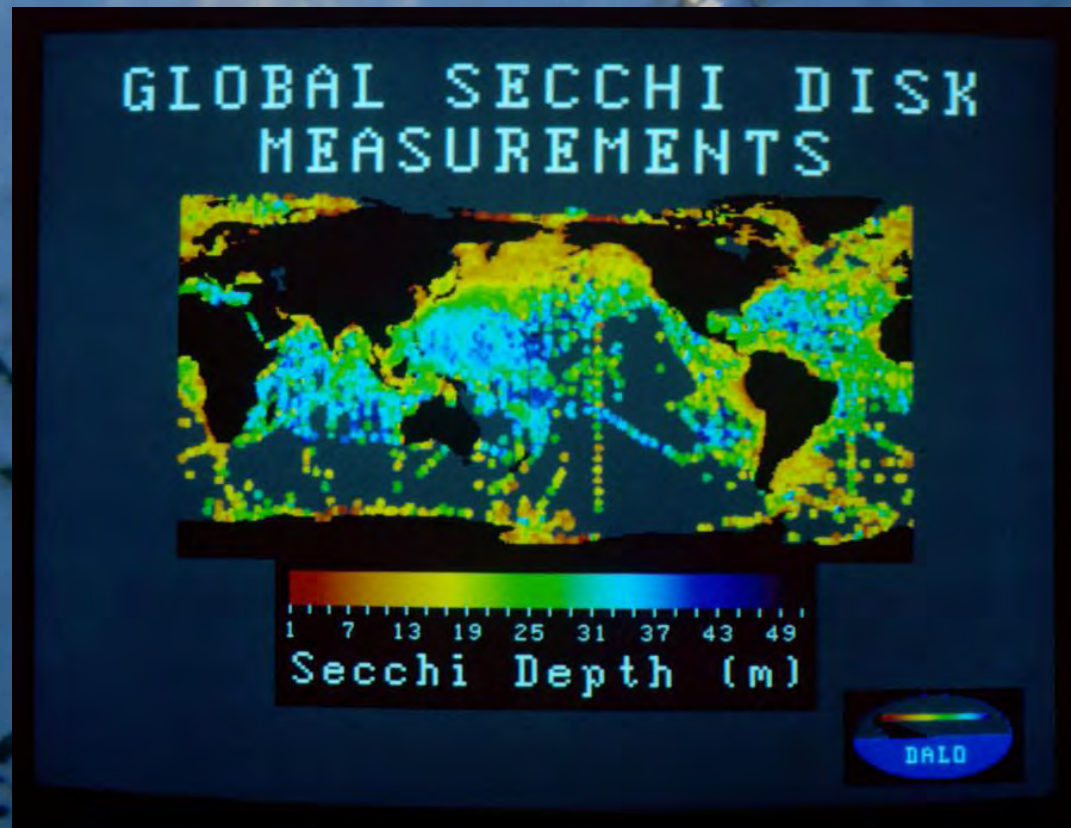 GLOBAL SECCHI DISK
MEASUREMENTS
1 7 13 19 25 31 37 43 49
Secchi Depth (m)
DALO